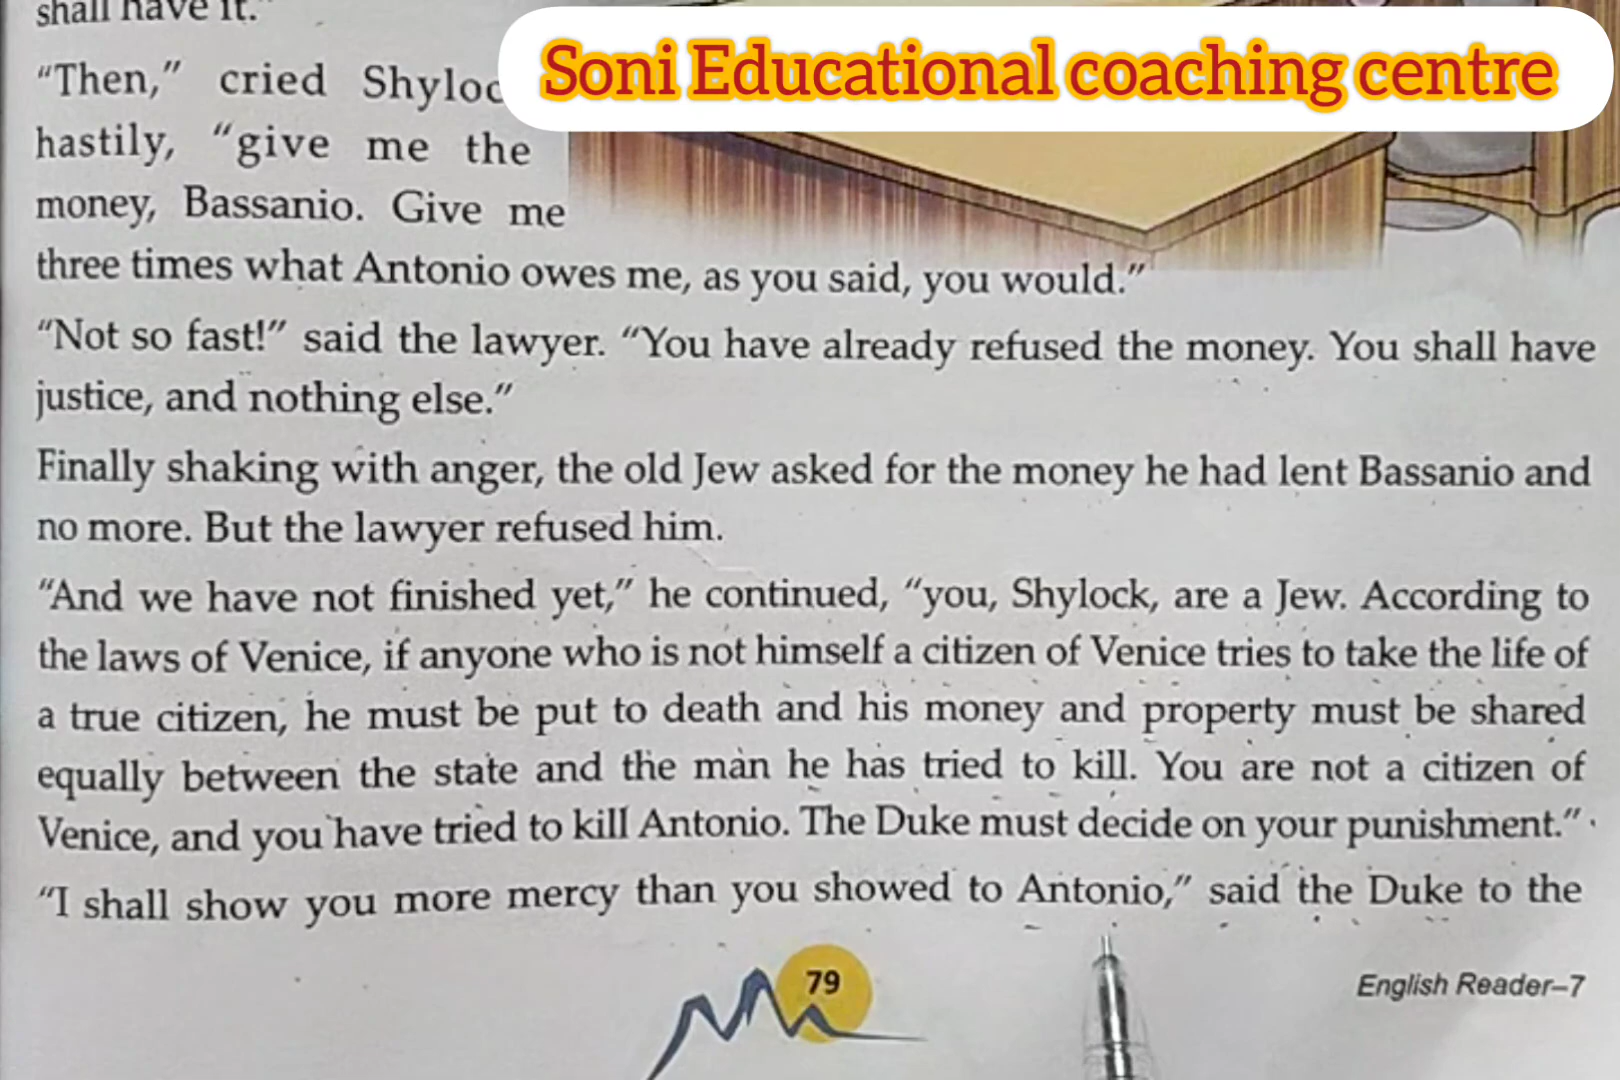 shall have it."
Soni Educational coaching centre
"Then," cried Shyloc
hastily, "give me the
money, Bassanio. Give me
three times what Antonio owes me, as you said, you would."
"Not so fast!" said the lawyer. "You have already refused the money. You shall have
justice, and nothing else."
Finally shaking with anger, the old Jew asked for the money he had lent Bassanio and
no more. But the lawyer refused him.
"And we have not finished yet," he continued, "you, Shylock, are a Jew. According to
the laws of Venice, if anyone who is not himself a citizen of Venice tries to take the life of
a true citizen, he must be put to death and his money and property must be shared
equally between the state and the man he has tried to kill. You are not a citizen of
Venice, and you have tried to kill Antonio. The Duke must decide on your punishment."
"I shall show you more mercy than you showed to Antonio," said the Duke to the
79
English Reader–7